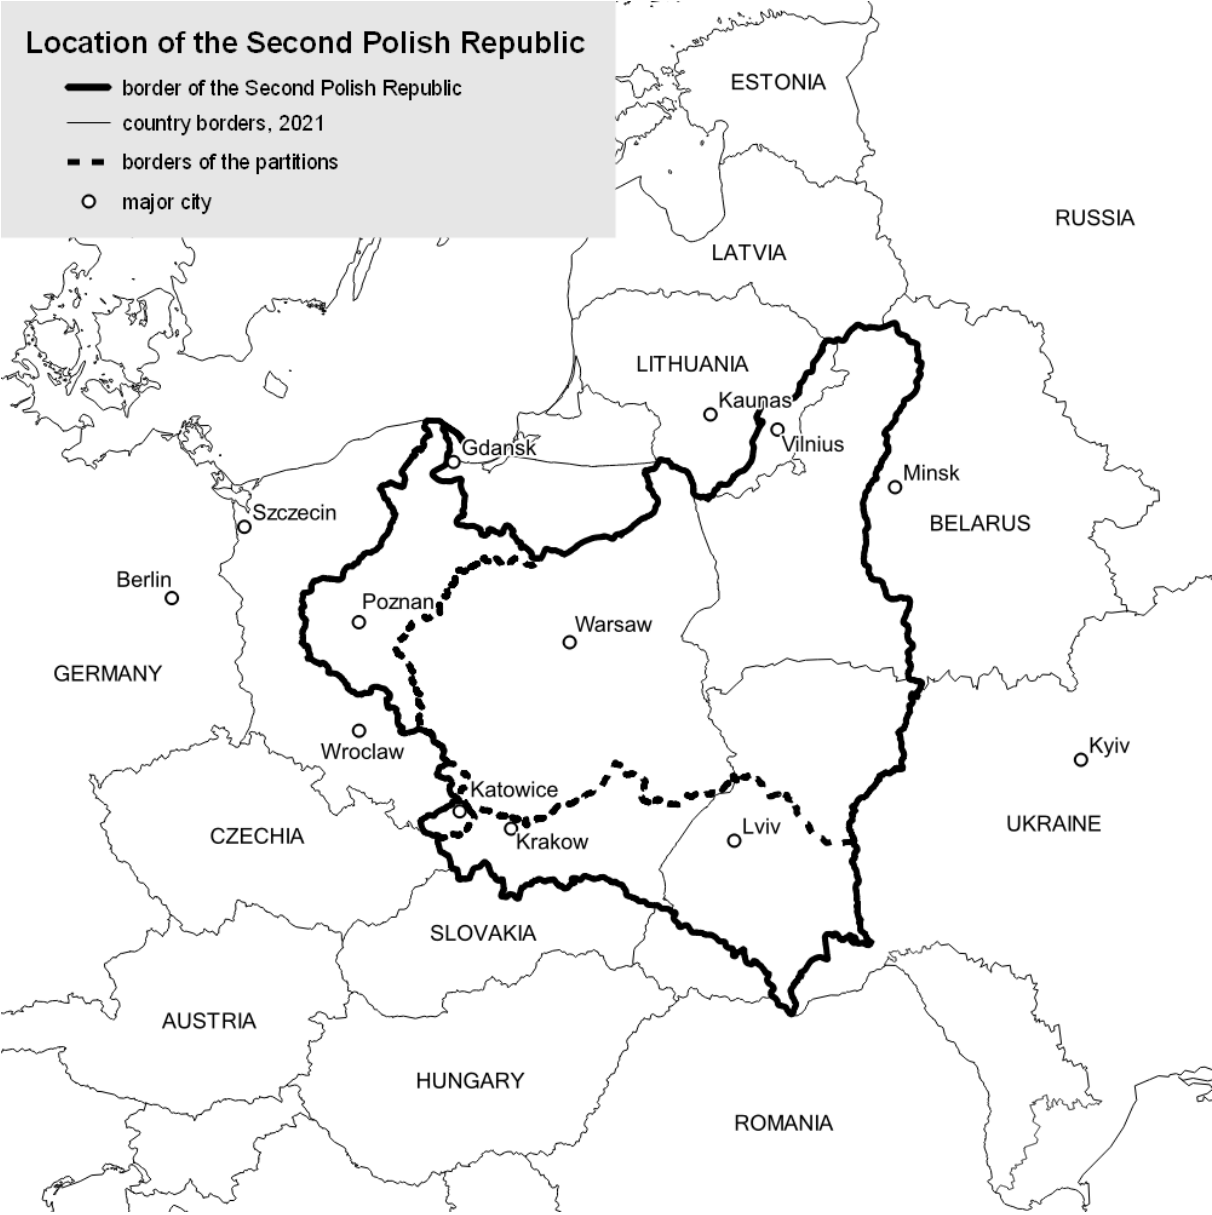 Location of the Second Polish Republic
border of the Second Polish Republic
country borders, 2021
borders of the partitions
major city
ESTONIA
RUSSIA
LATVIA
LITHUANIA
Kaunas
Vilnius
Gdansk
Minsk
Szczecin
BELARUS
Berlin
Poznan
Warsaw
GERMANY
Wroclaw
Kyiv
Katowice
Lviv
UKRAINE
CZECHIA
Krakow
SLOVAKIA
AUSTRIA
HUNGARY
ROMANIA